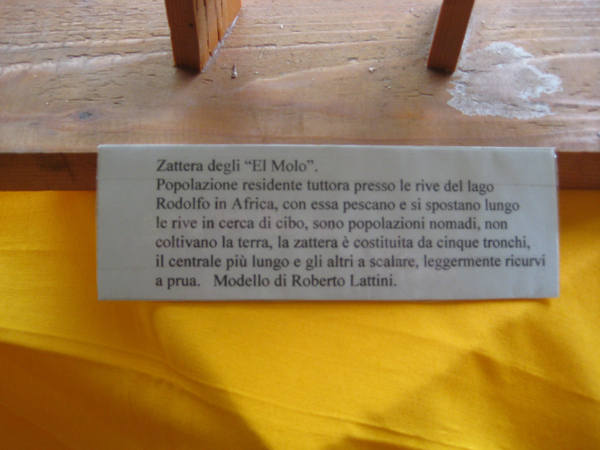 Zattera degli "El Molo".
Popolazione residente tuttora presso le rive del lago
Rodolfo in Africa, con essa pescano e si spostano lungo
le rive in cerca di cibo, sono popolazioni nomadi, non
coltivano la terra, la zattera è costituita da cinque tronchi,
il centrale più lungo e gli altri a scalare, leggermente ricurvi
a prua. Modello di Roberto Lattini.